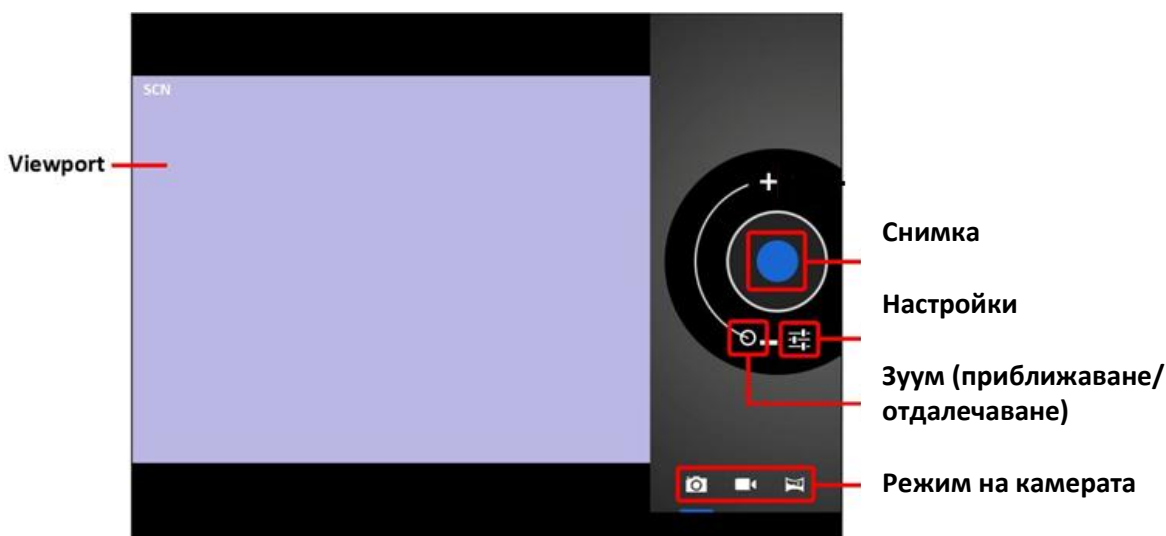 SCN
Viewport
Снимка
Настройки
Зуум (приближаване/
отдалечаване)
Режим на камерата